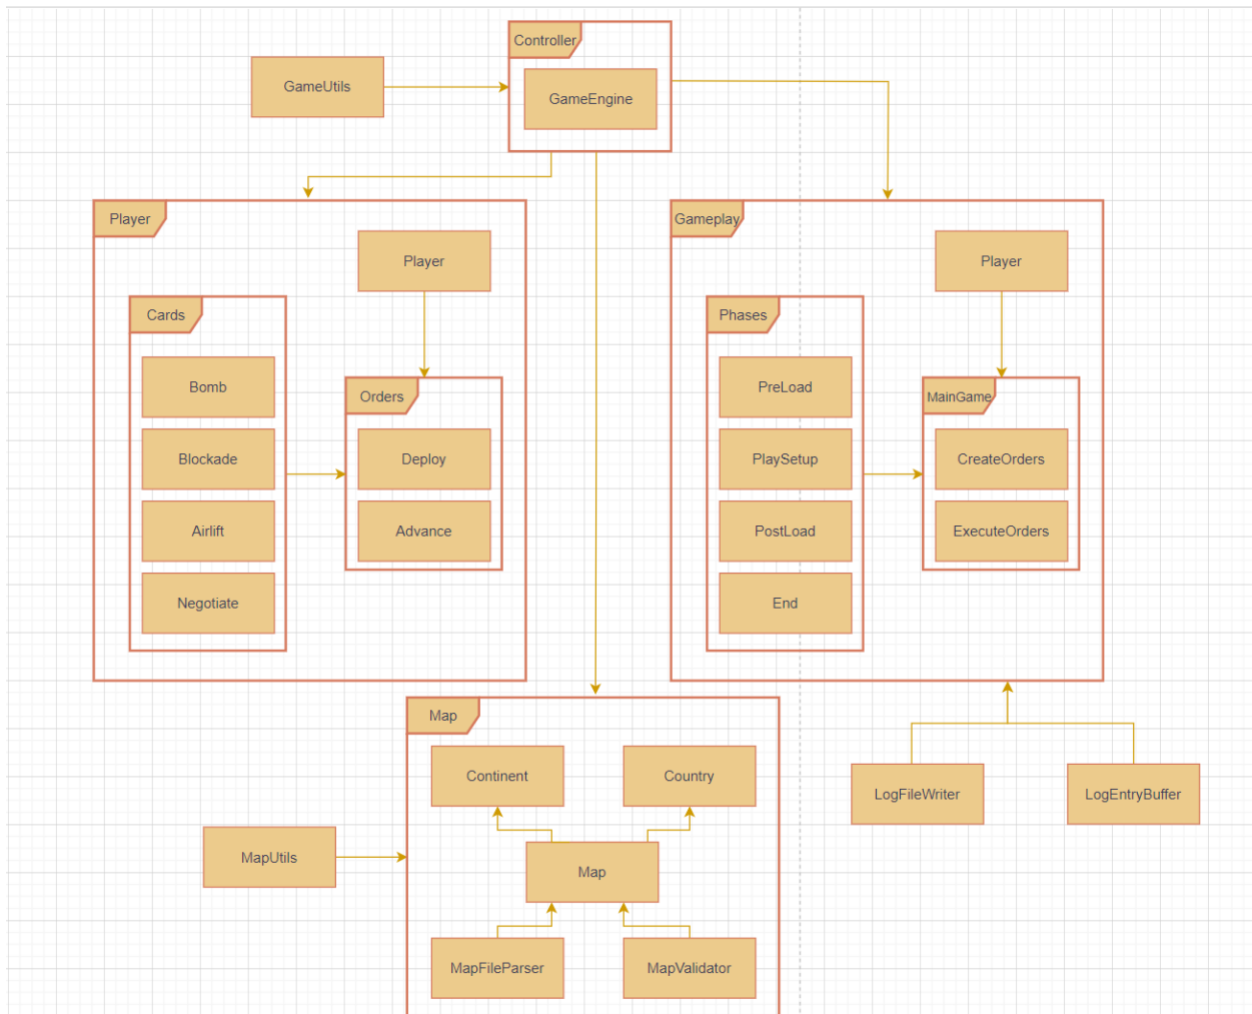 Controller
GameUtils
GameEngine
Player
Player
Cards
Bomb
Blockade
Airlift
Negotiate
Orders
Deploy
Advance
Gameplay
Player
Phases
PreLoad
PlaySetup
PostLoad
End
MainGame
CreateOrders
ExecuteOrders
Map
Continent
Country
MapUtils
Map
MapFileParser
MapValidator
LogFileWriter
LogEntryBuffer